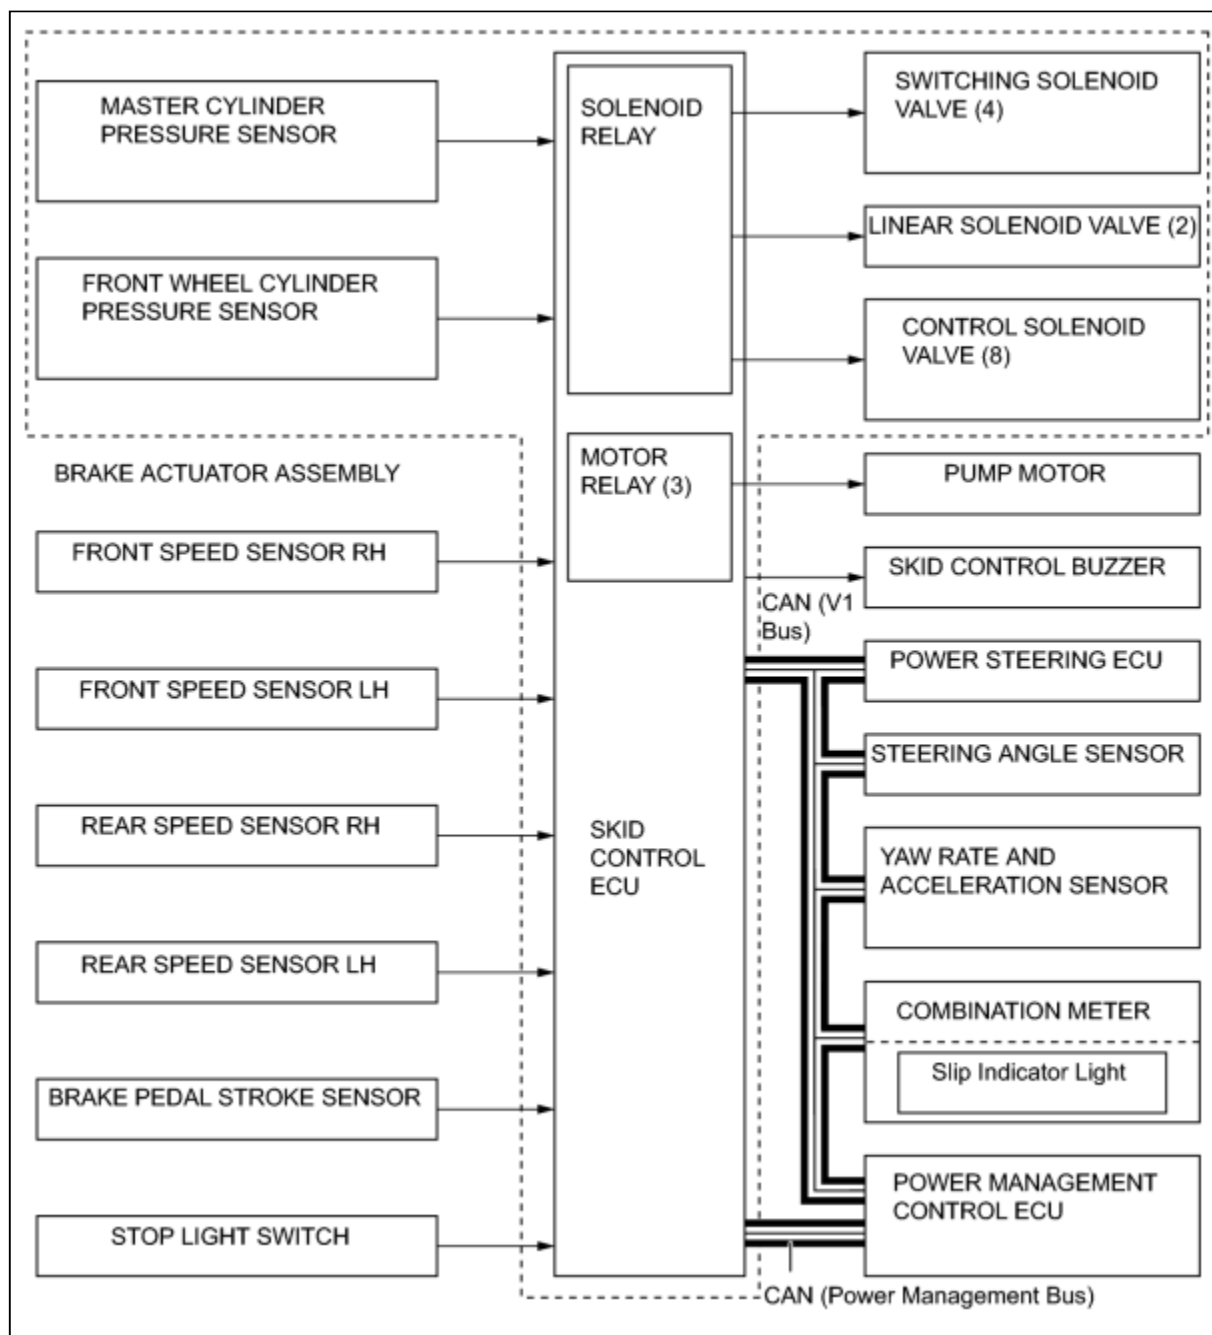 MASTER CYLINDER
PRESSURE SENSOR
FRONT WHEEL CYLINDER
PRESSURE SENSOR
BRAKE ACTUATOR ASSEMBLY
FRONT SPEED SENSOR RH
FRONT SPEED SENSOR LH
REAR SPEED SENSOR RH
REAR SPEED SENSOR LH
BRAKE PEDAL STROKE SENSOR
STOP LIGHT SWITCH
SOLENOID
RELAY
MOTOR
RELAY (3)
SKID
CONTROL
ECU
SWITCHING SOLENOID
VALVE (4)
LINEAR SOLENOID VALVE (2)
CONTROL SOLENOID
VALVE (8)
PUMP MOTOR
SKID CONTROL BUZZER
CAN (V1
Bus)
POWER STEERING ECU
STEERING ANGLE SENSOR
YAW RATE AND
ACCELERATION SENSOR
COMBINATION METER
Slip Indicator Light
POWER MANAGEMENT
CONTROL ECU
CAN (Power Management Bus)